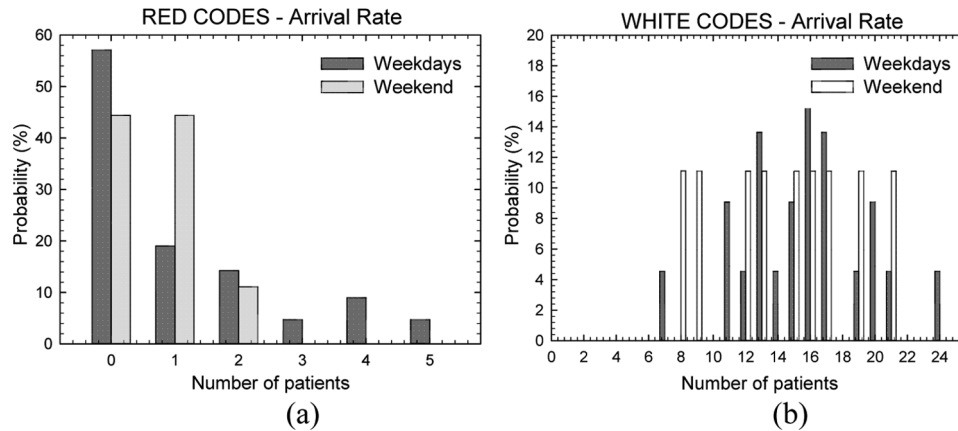 RED CODES - Arrival Rate
60
50
40
30
20
10
0
Probability (%)
Weekdays
Weekend
0 1 2 3 4 5
Number of patients
(a)
WHITE CODES - Arrival Rate
20
18
16
14
12
10
8
6
4
2
0
Probability (%)
Weekdays
Weekend
0 2 4 6 8 10 12 14 16 18 20 22 24
Number of patients
(b)